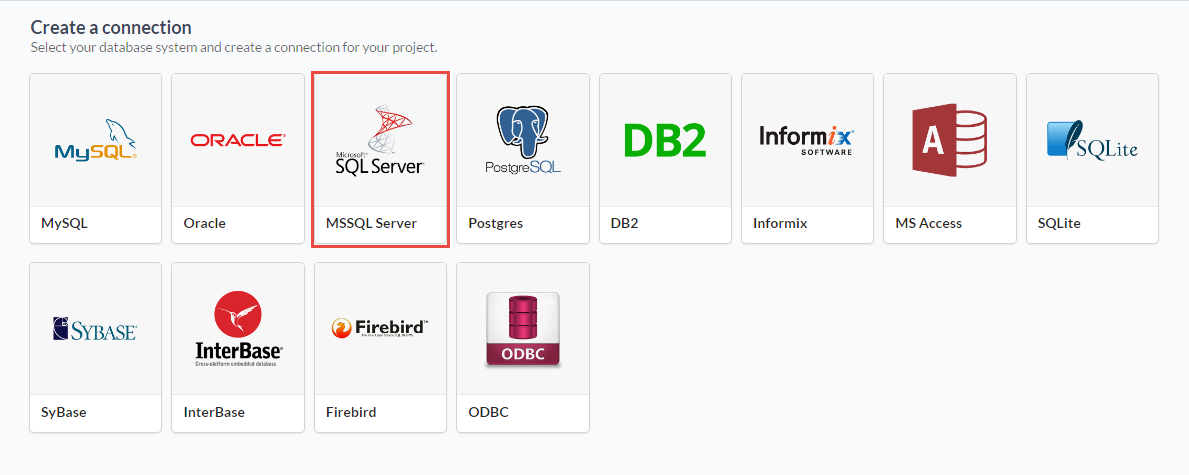 Create a connection
Select your database system and create a connection for your project.
MySQL®
ORACLE®
Microsoft®
SQL Server®
PostgreSQL
DB2
Informix
SOFTWARE
A
SQLite
MySQL
Oracle
MSSQL Server
Postgres
DB2
Informix
MS Access
SQLite
SYBASE®
InterBase®
Cross-platform embedded database
Firebird™
ODBC
SyBase
InterBase
Firebird
ODBC